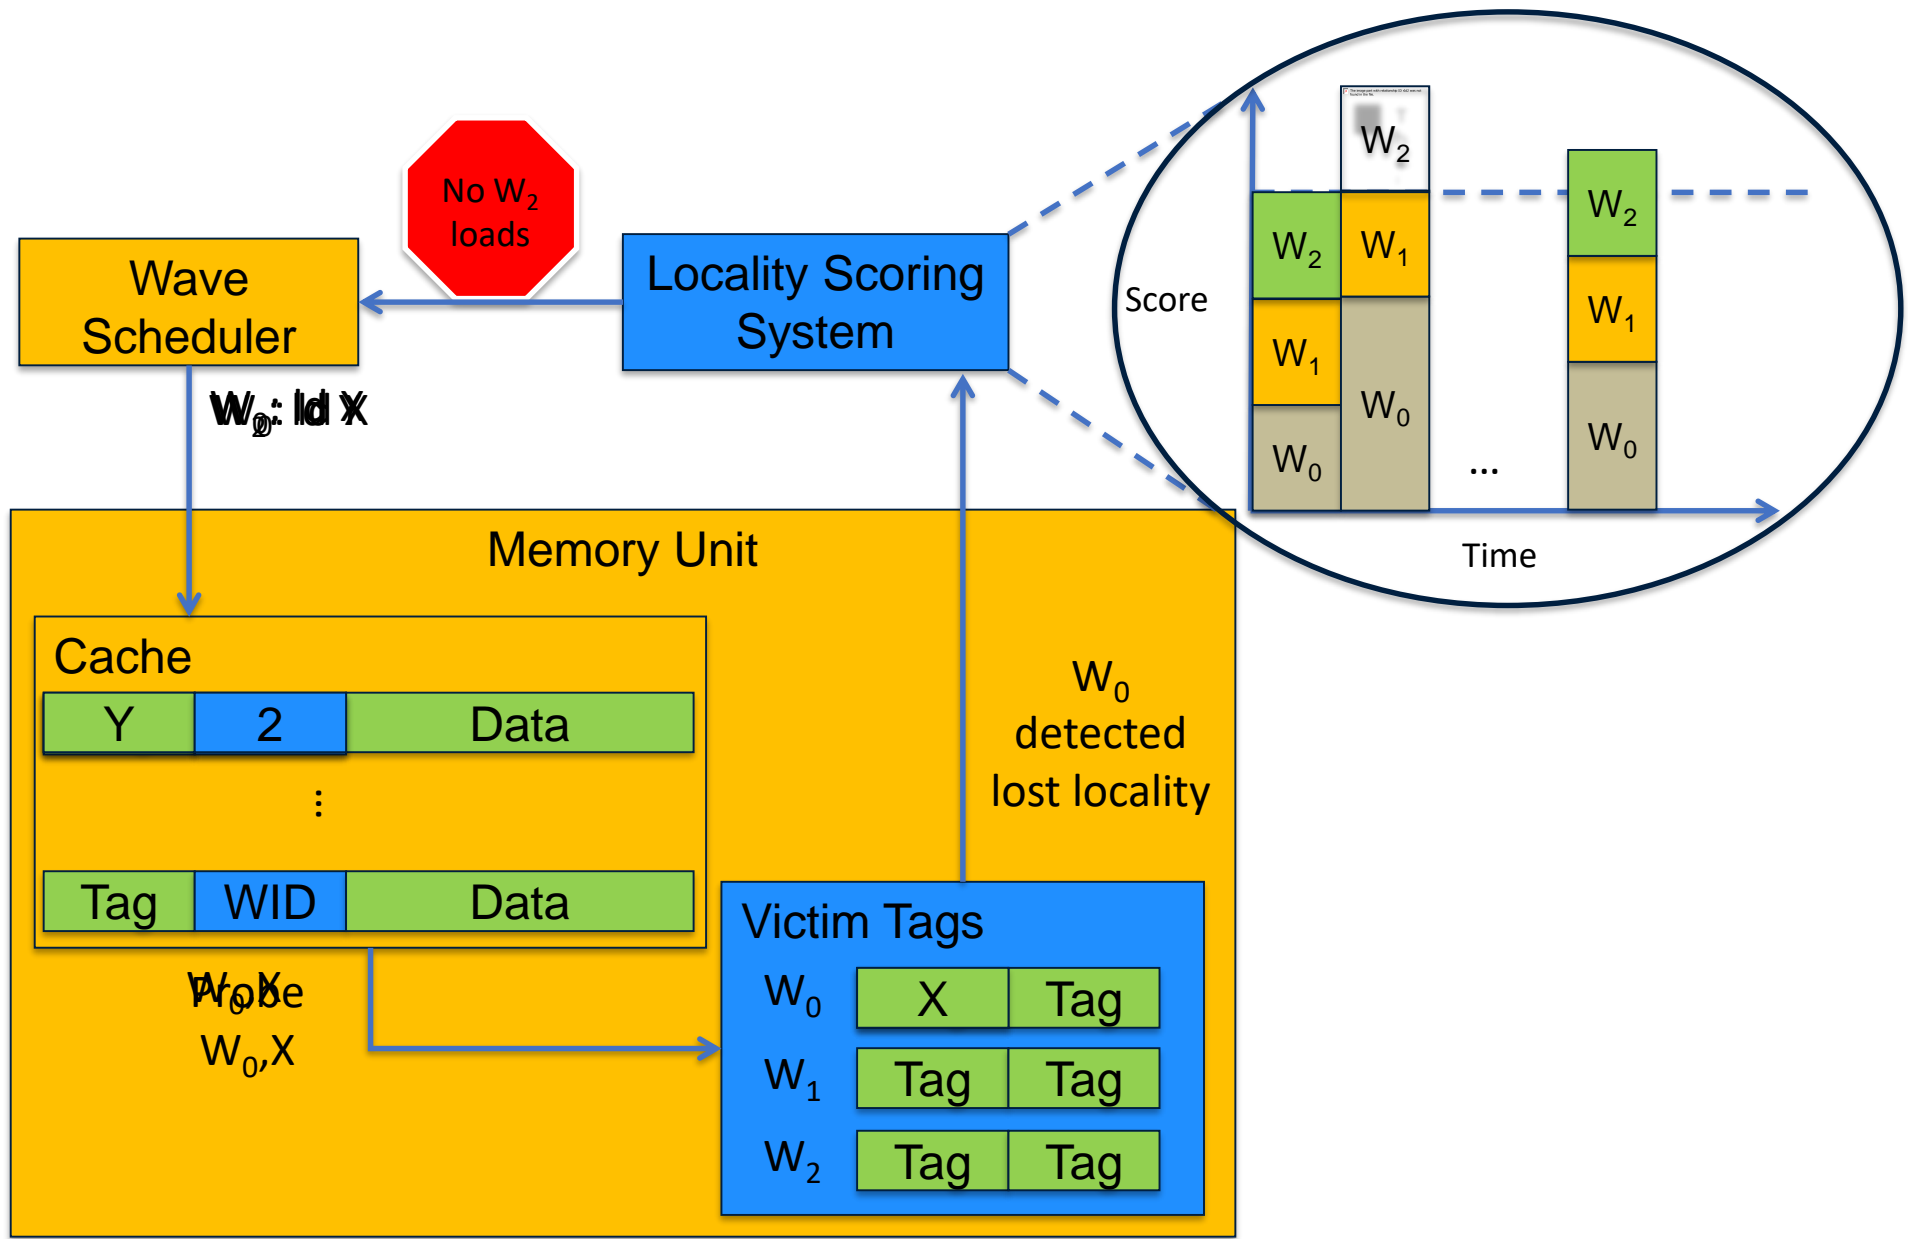 No W2
loads
Wave
Scheduler
Locality Scoring
System
Score
W2
W1
W0
W2
W1
W0
...
W2
W1
W0
Time
Memory Unit
Cache
Y 2 Data
...
Tag WID Data
Probe
W0,X
W0
detected
lost locality
Victim Tags
W0 X Tag
W1 Tag Tag
W2 Tag Tag